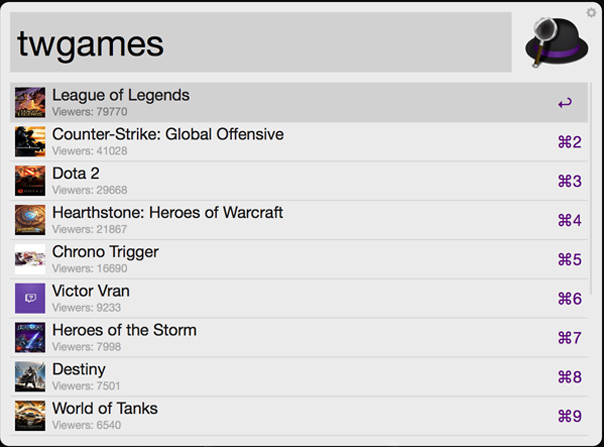 twgames
League of Legends
Viewers: 79770
↩
Counter-Strike: Global Offensive
Viewers: 41028
⌘2
Dota 2
Viewers: 29668
⌘3
Hearthstone: Heroes of Warcraft
Viewers: 21867
⌘4
Chrono Trigger
Viewers: 16690
⌘5
Victor Vran
Viewers: 9233
⌘6
Heroes of the Storm
Viewers: 7998
⌘7
Destiny
Viewers: 7501
⌘8
World of Tanks
Viewers: 6540
⌘9